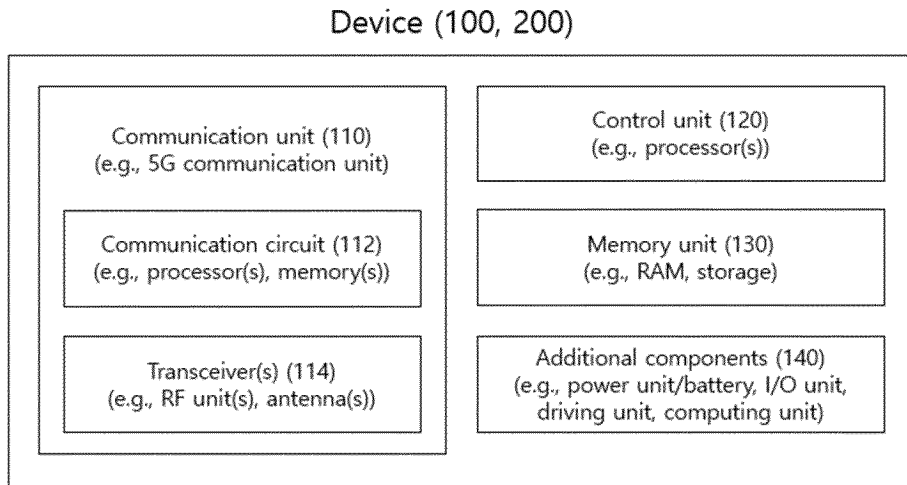 Device (100, 200)
Communication unit (110)
(e.g., 5G communication unit)
Communication circuit (112)
(e.g., processor(s), memory(s))
Transceiver(s) (114)
(e.g., RF unit(s), antenna(s))
Control unit (120)
(e.g., processor(s))
Memory unit (130)
(e.g., RAM, storage)
Additional components (140)
(e.g., power unit/battery, I/O unit,
driving unit, computing unit)